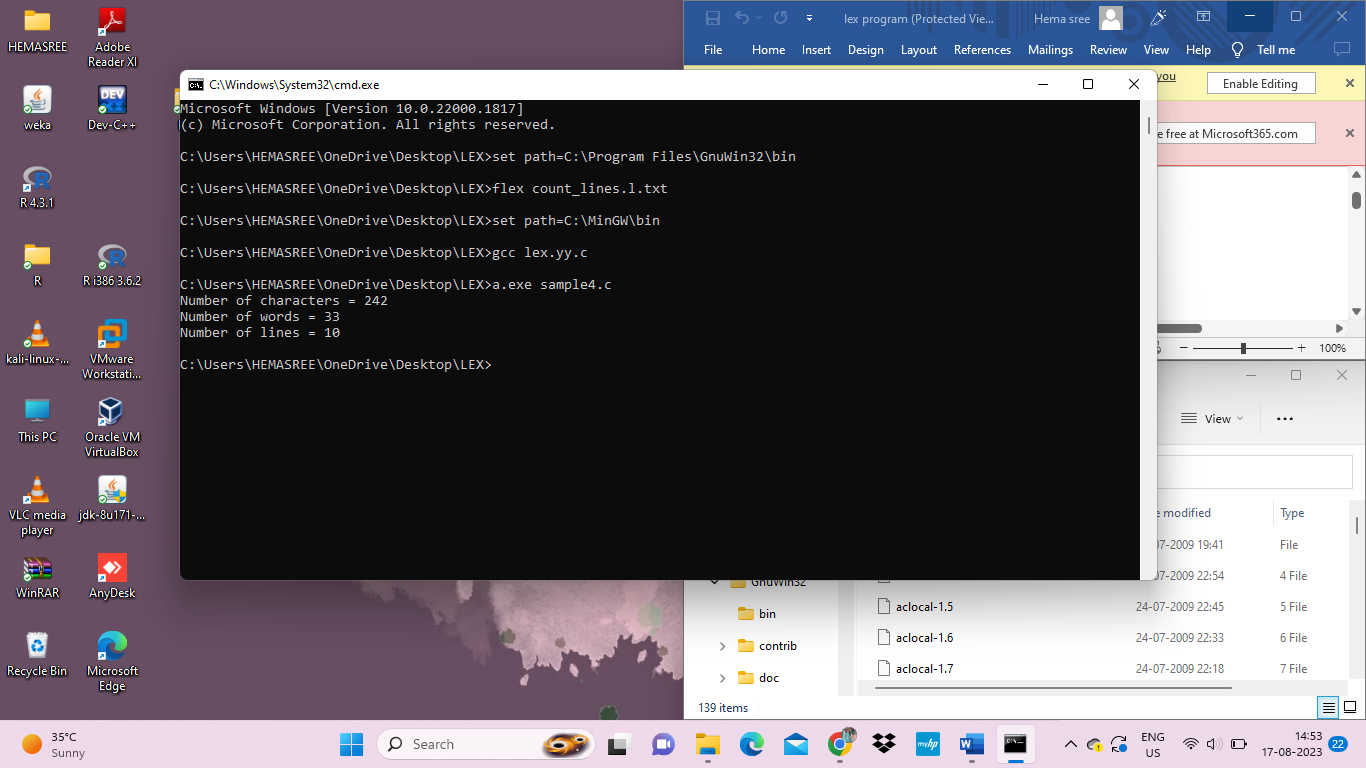 HEMASREE
Adobe
Reader XI
weka
Dev-C++
R 4.3.1
R
R i386 3.6.2
kali-linux-...
VMware
Workstati...
This PC
Oracle VM
VirtualBox
VLC media
player
jdk-8u171-...
WinRAR
AnyDesk
Recycle Bin
Microsoft
Edge
lex program (Protected Vie...
Hema sree
File Home Insert Design Layout References Mailings Review View Help Tell me
you
Enable Editing
e free at Microsoft365.com
C:\Windows\System32\cmd.exe
Microsoft Windows [Version 10.0.22000.1817]
(c) Microsoft Corporation. All rights reserved.
C:\Users\HEMASREE\OneDrive\Desktop\LEX>set path=C:\Program Files\GnuWin32\bin
C:\Users\HEMASREE\OneDrive\Desktop\LEX>flex count_lines.l.txt
C:\Users\HEMASREE\OneDrive\Desktop\LEX>set path=C:\MinGW\bin
C:\Users\HEMASREE\OneDrive\Desktop\LEX>gcc lex.yy.c
C:\Users\HEMASREE\OneDrive\Desktop\LEX>a.exe sample4.c
Number of characters = 242
Number of words = 33
Number of lines = 10
C:\Users\HEMASREE\OneDrive\Desktop\LEX>
100%
View
e modified Type
07-2009 19:41 File
07-2009 22:54 4 File
GnuWin32
bin
contrib
doc
aclocal-1.5 24-07-2009 22:45 5 File
aclocal-1.6 24-07-2009 22:33 6 File
aclocal-1.7 24-07-2009 22:18 7 File
139 items
35°C
Sunny
Search
myhp
ENG
US
14:53
17-08-2023
22